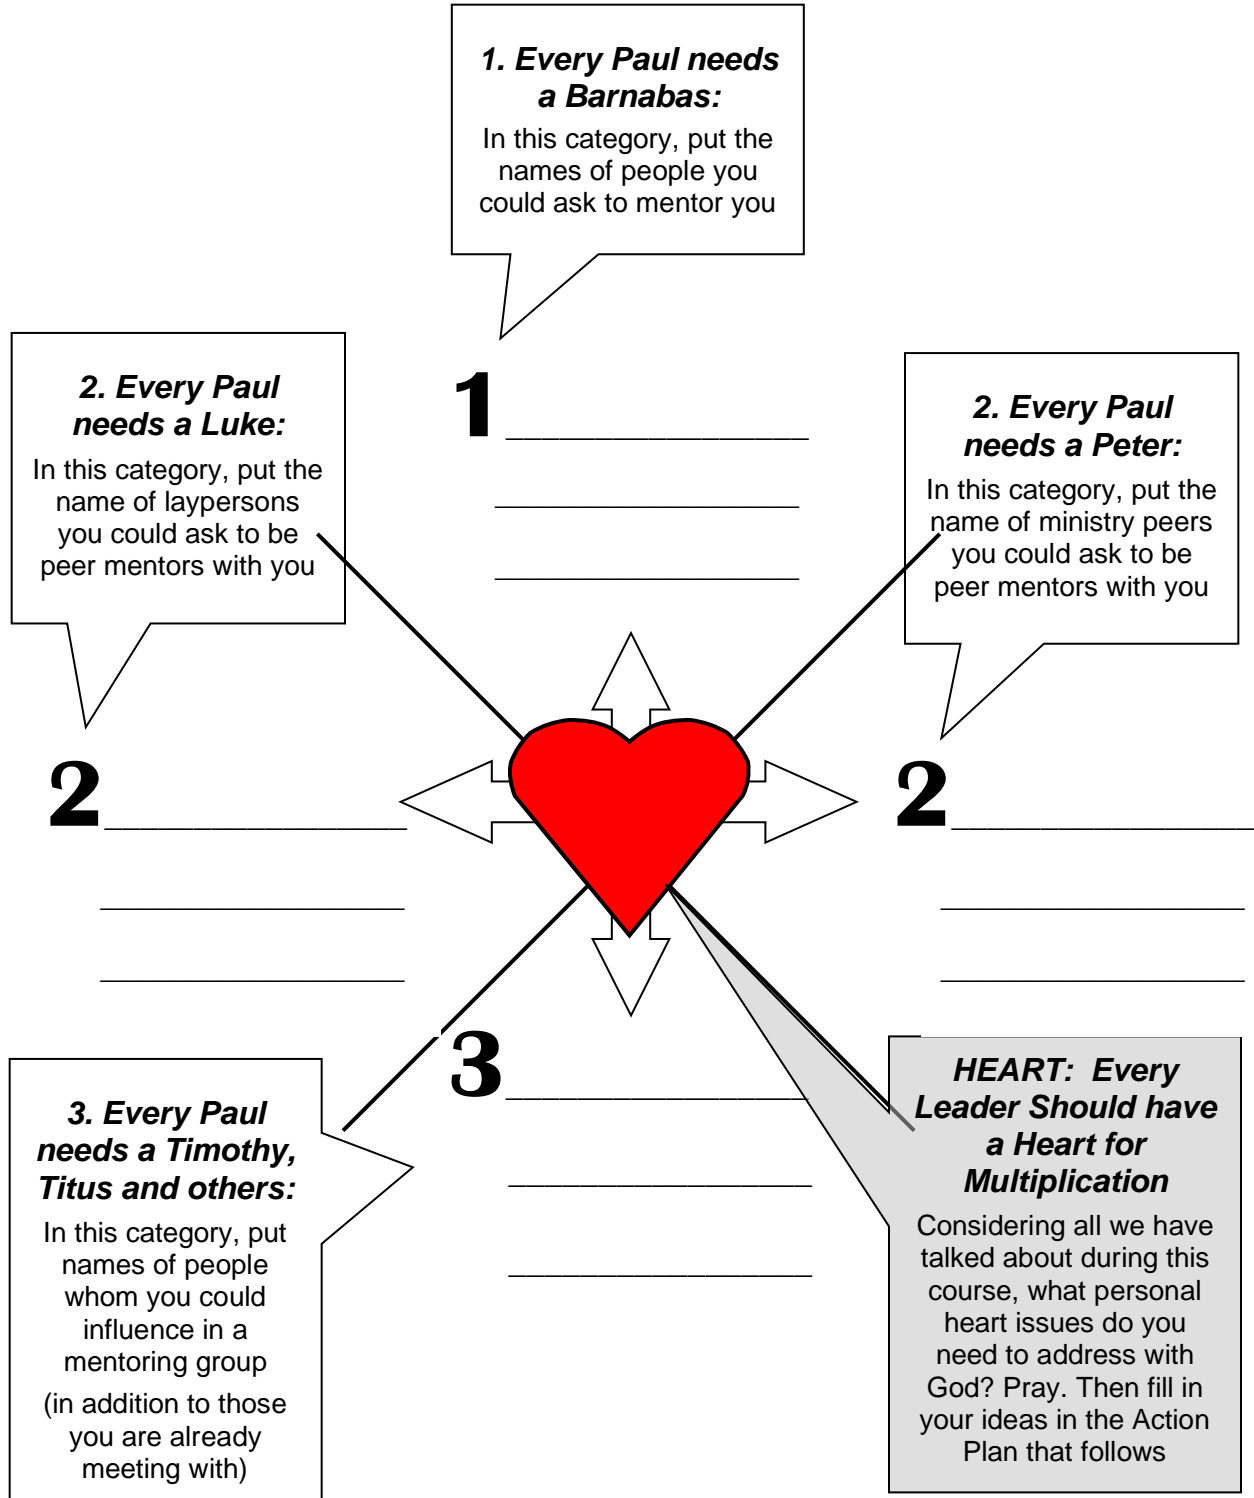 1. Every Paul needs
a Barnabas:
In this category, put the
names of people you
could ask to mentor you
2. Every Paul
needs a Luke:
In this category, put the
name of laypersons
you could ask to be
peer mentors with you
1
2. Every Paul
needs a Peter:
In this category, put the
name of ministry peers
you could ask to be
peer mentors with you
2
2
3
3. Every Paul
needs a Timothy,
Titus and others:
In this category, put
names of people
whom you could
influence in a
mentoring group
(in addition to those
you are already
meeting with)
HEART: Every
Leader Should have
a Heart for
Multiplication
Considering all we have
talked about during this
course, what personal
heart issues do you
need to address with
God? Pray. Then fill in
your ideas in the Action
Plan that follows